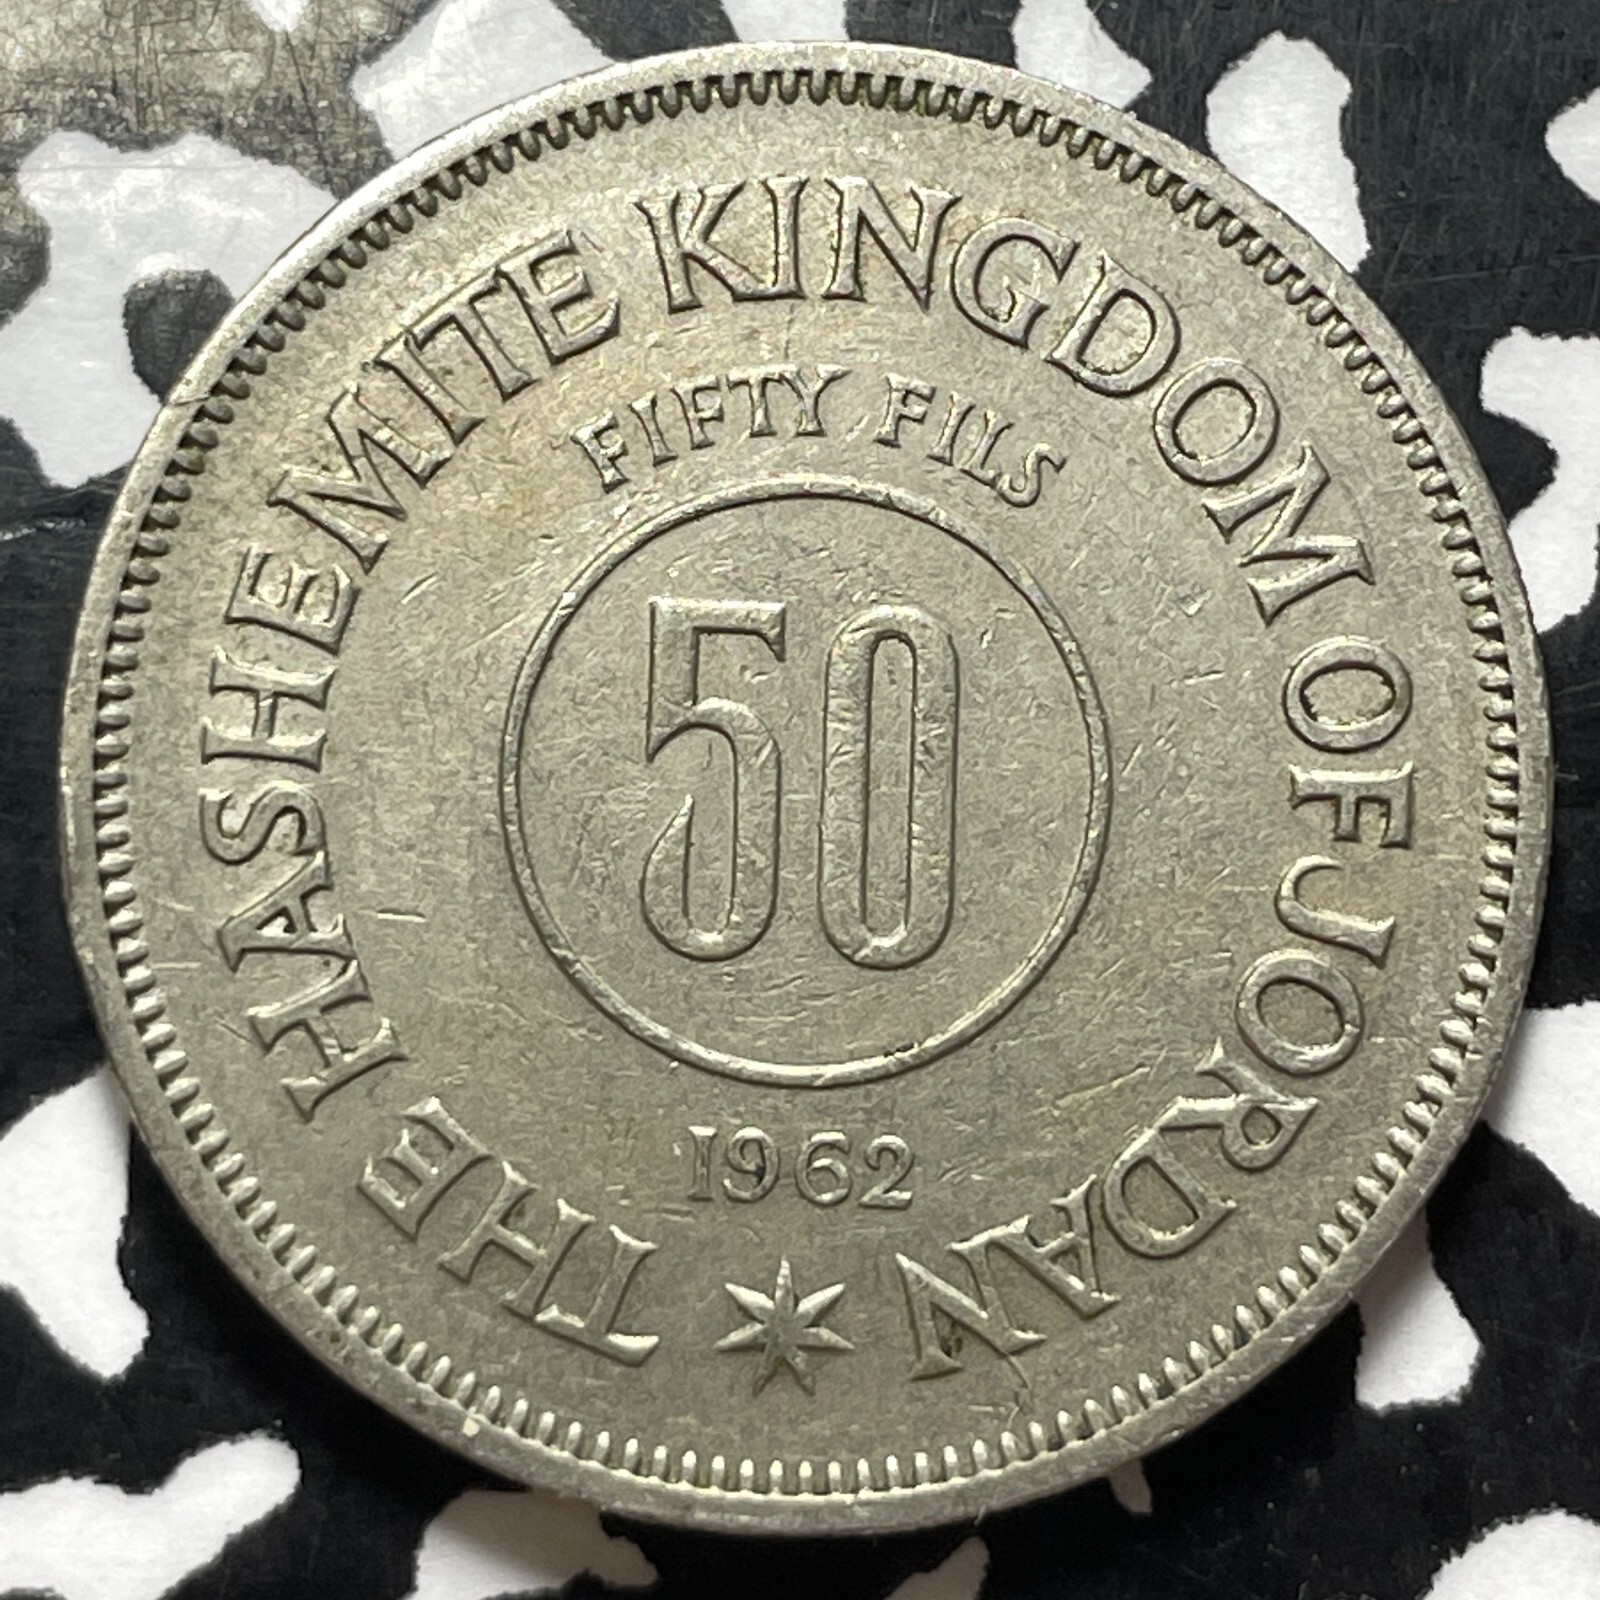 THE HASHEMITE KINGDOM OF JORDAN
FIFTY FILS
50
1962